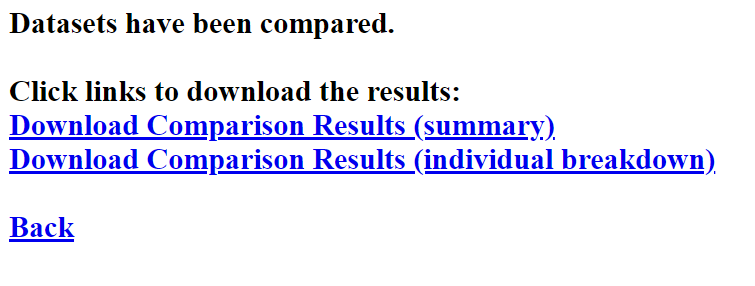 Datasets have been compared.
Click links to download the results:
Download Comparison Results (summary)
Download Comparison Results (individual breakdown)
Back